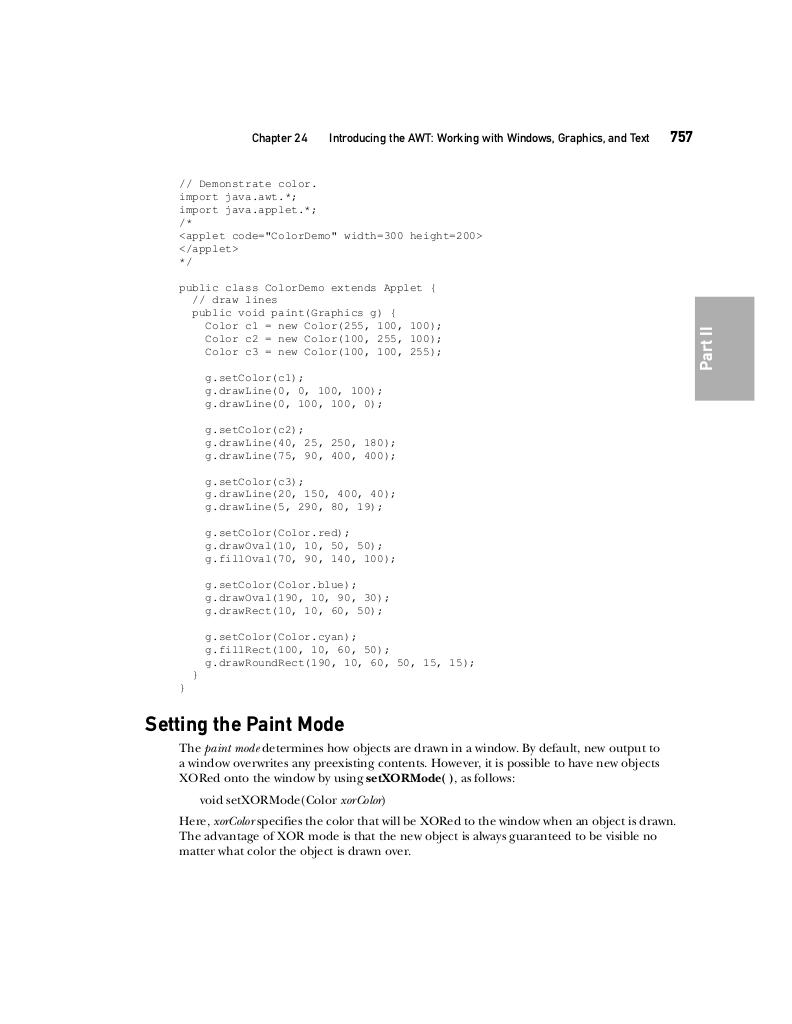 Chapter 24 Introducing the AWT: Working with Windows, Graphics, and Text 757
// Demonstrate color.
import java.awt.*;
import java.applet.*;
/*
<applet code="ColorDemo" width=300 height=200>
</applet>
*/
public class ColorDemo extends Applet {
// draw lines
public void paint(Graphics g) {
Color c1 = new Color(255, 100, 100);
Color c2 = new Color(100, 255, 100);
Color c3 = new Color(100, 100, 255);
g.setColor(c1);
g.drawLine(0, 0, 100, 100);
g.drawLine(0, 100, 100, 0);
g.setColor(c2);
g.drawLine(40, 25, 250, 180);
g.drawLine(75, 90, 400, 400);
g.setColor(c3);
g.drawLine(20, 150, 400, 40);
g.drawLine(5, 290, 80, 19);
g.setColor(Color.red);
g.drawOval(10, 10, 50, 50);
g.fillOval(70, 90, 140, 100);
g.setColor(Color.blue);
g.drawOval(190, 10, 90, 30);
g.drawRect(10, 10, 60, 50);
g.setColor(Color.cyan);
g.fillRect(100, 10, 60, 50);
g.drawRoundRect(190, 10, 60, 50, 15, 15);
}
}
Part II
Setting the Paint Mode
The paint mode determines how objects are drawn in a window. By default, new output to
a window overwrites any preexisting contents. However, it is possible to have new objects
XORed onto the window by using setXORMode( ), as follows:
void setXORMode(Color xorColor)
Here, xorColor specifies the color that will be XORed to the window when an object is drawn.
The advantage of XOR mode is that the new object is always guaranteed to be visible no
matter what color the object is drawn over.